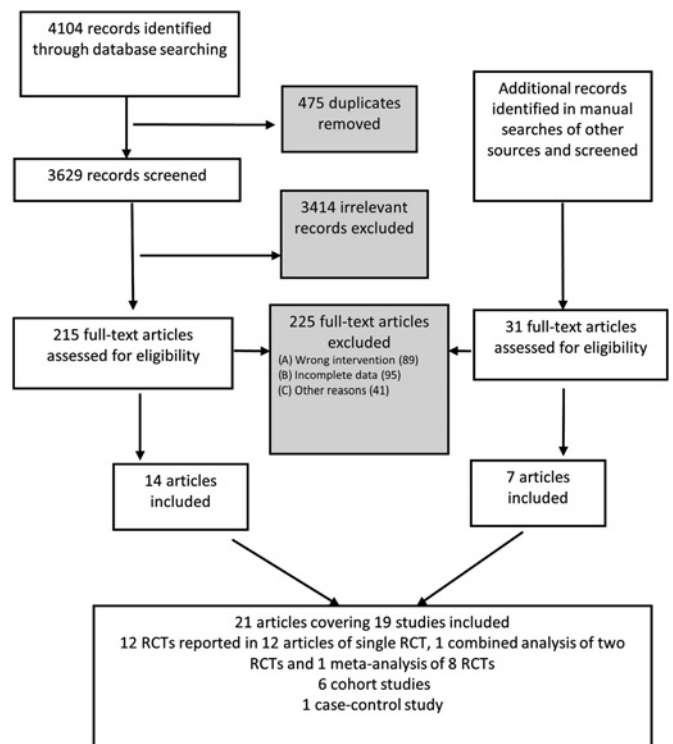 4104 records identified
through database searching
475 duplicates
removed
Additional records
identified in manual
searches of other
sources and screened
3629 records screened
3414 irrelevant
records excluded
215 full-text articles
assessed for eligibility
225 full-text articles
excluded
(A) Wrong intervention (89)
(B) Incomplete data (95)
(C) Other reasons (41)
31 full-text articles
assessed for eligibility
14 articles
included
7 articles
included
21 articles covering 19 studies included
12 RCTs reported in 12 articles of single RCT, 1 combined analysis of two
RCTs and 1 meta-analysis of 8 RCTs
6 cohort studies
1 case-control study